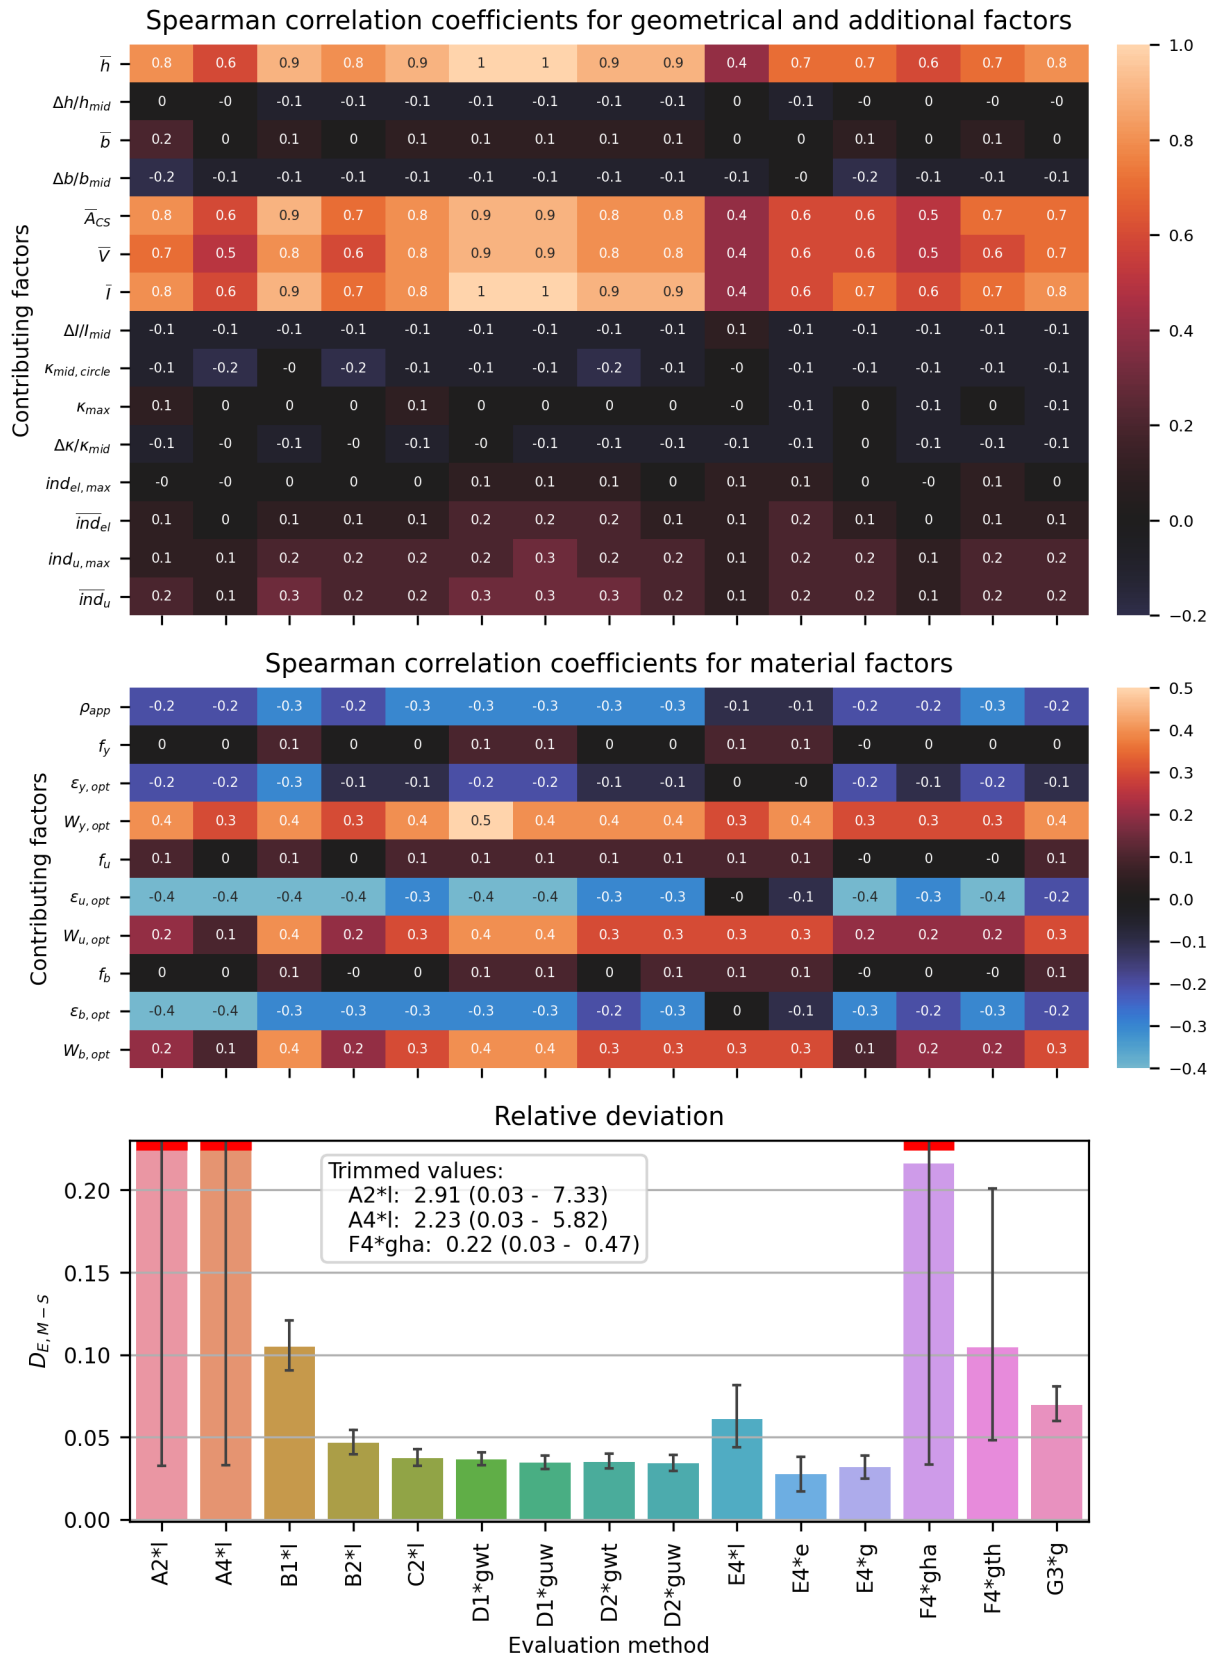 Spearman correlation coefficients for geometrical and additional factors
Contributing factors
h̅ 0.8 0.6 0.9 0.8 0.9 1 1 0.9 0.9 0.4 0.7 0.7 0.6 0.7 0.8
Δh/h_mid 0 -0 -0.1 -0.1 -0.1 -0.1 -0.1 -0.1 -0.1 0 -0.1 -0 0 -0 -0
b̅ 0.2 0 0.1 0 0.1 0.1 0.1 0.1 0.1 0 0 0.1 0 0.1 0
Δb/b_mid -0.2 -0.1 -0.1 -0.1 -0.1 -0.1 -0.1 -0.1 -0.1 -0.1 -0 -0.2 -0.1 -0.1 -0.1
A̅_CS 0.8 0.6 0.9 0.7 0.8 0.9 0.9 0.8 0.8 0.4 0.6 0.6 0.5 0.7 0.7
V̅ 0.7 0.5 0.8 0.6 0.8 0.9 0.9 0.8 0.8 0.4 0.6 0.6 0.5 0.6 0.7
I̅ 0.8 0.6 0.9 0.7 0.8 1 1 0.9 0.9 0.4 0.6 0.7 0.6 0.7 0.8
ΔI/I_mid -0.1 -0.1 -0.1 -0.1 -0.1 -0.1 -0.1 -0.1 -0.1 0.1 -0.1 -0.1 -0.1 -0.1 -0.1
κ_mid,circle -0.1 -0.2 -0 -0.2 -0.1 -0.1 -0.1 -0.2 -0.1 -0 -0.1 -0.1 -0.1 -0.1 -0.1
κ_max 0.1 0 0 0 0.1 0 0 0 0 -0 -0.1 0 -0.1 0 -0.1
Δκ/κ_mid -0.1 -0 -0.1 -0 -0.1 -0 -0.1 -0.1 -0.1 -0.1 -0.1 0 -0.1 -0.1 -0.1
ind_el,max -0 -0 0 0 0 0.1 0.1 0.1 0 0.1 0.1 0 -0 0.1 0
i̅n̅d̅_el 0.1 0 0.1 0.1 0.1 0.2 0.2 0.2 0.1 0.1 0.2 0.1 0 0.1 0.1
ind_u,max 0.1 0.1 0.2 0.2 0.2 0.2 0.3 0.2 0.2 0.1 0.2 0.2 0.1 0.2 0.2
i̅n̅d̅_u 0.2 0.1 0.3 0.2 0.2 0.3 0.3 0.3 0.2 0.1 0.2 0.2 0.1 0.2 0.2
1.0
0.8
0.6
0.4
0.2
0.0
−0.2
Spearman correlation coefficients for material factors
Contributing factors
ρ_app -0.2 -0.2 -0.3 -0.2 -0.3 -0.3 -0.3 -0.3 -0.3 -0.1 -0.1 -0.2 -0.2 -0.3 -0.2
f_y 0 0 0.1 0 0 0.1 0.1 0 0 0.1 0.1 -0 0 0 0
ε_y,opt -0.2 -0.2 -0.3 -0.1 -0.1 -0.2 -0.2 -0.1 -0.1 0 -0 -0.2 -0.1 -0.2 -0.1
W_y,opt 0.4 0.3 0.4 0.3 0.4 0.5 0.4 0.4 0.4 0.3 0.4 0.3 0.3 0.3 0.4
f_u 0.1 0 0.1 0 0.1 0.1 0.1 0.1 0.1 0.1 0.1 -0 0 -0 0.1
ε_u,opt -0.4 -0.4 -0.4 -0.4 -0.3 -0.4 -0.4 -0.3 -0.3 -0 -0.1 -0.4 -0.3 -0.4 -0.2
W_u,opt 0.2 0.1 0.4 0.2 0.3 0.4 0.4 0.3 0.3 0.3 0.3 0.2 0.2 0.2 0.3
f_b 0 0 0.1 -0 0 0.1 0.1 0 0.1 0.1 0.1 -0 0 -0 0.1
ε_b,opt -0.4 -0.4 -0.3 -0.3 -0.3 -0.3 -0.3 -0.2 -0.3 0 -0.1 -0.3 -0.2 -0.3 -0.2
W_b,opt 0.2 0.1 0.4 0.2 0.3 0.4 0.4 0.3 0.3 0.3 0.3 0.1 0.2 0.2 0.3
0.5
0.4
0.3
0.2
0.1
0.0
−0.1
−0.2
−0.3
−0.4
Relative deviation
D_E,M−S
0.20
0.15
0.10
0.05
0.00
Trimmed values:
A2*l: 2.91 (0.03 - 7.33)
A4*l: 2.23 (0.03 - 5.82)
F4*gha: 0.22 (0.03 - 0.47)
A2*l
A4*l
B1*l
B2*l
C2*l
D1*gwt
D1*guw
D2*gwt
D2*guw
E4*l
E4*e
E4*g
F4*gha
F4*gth
G3*g
Evaluation method